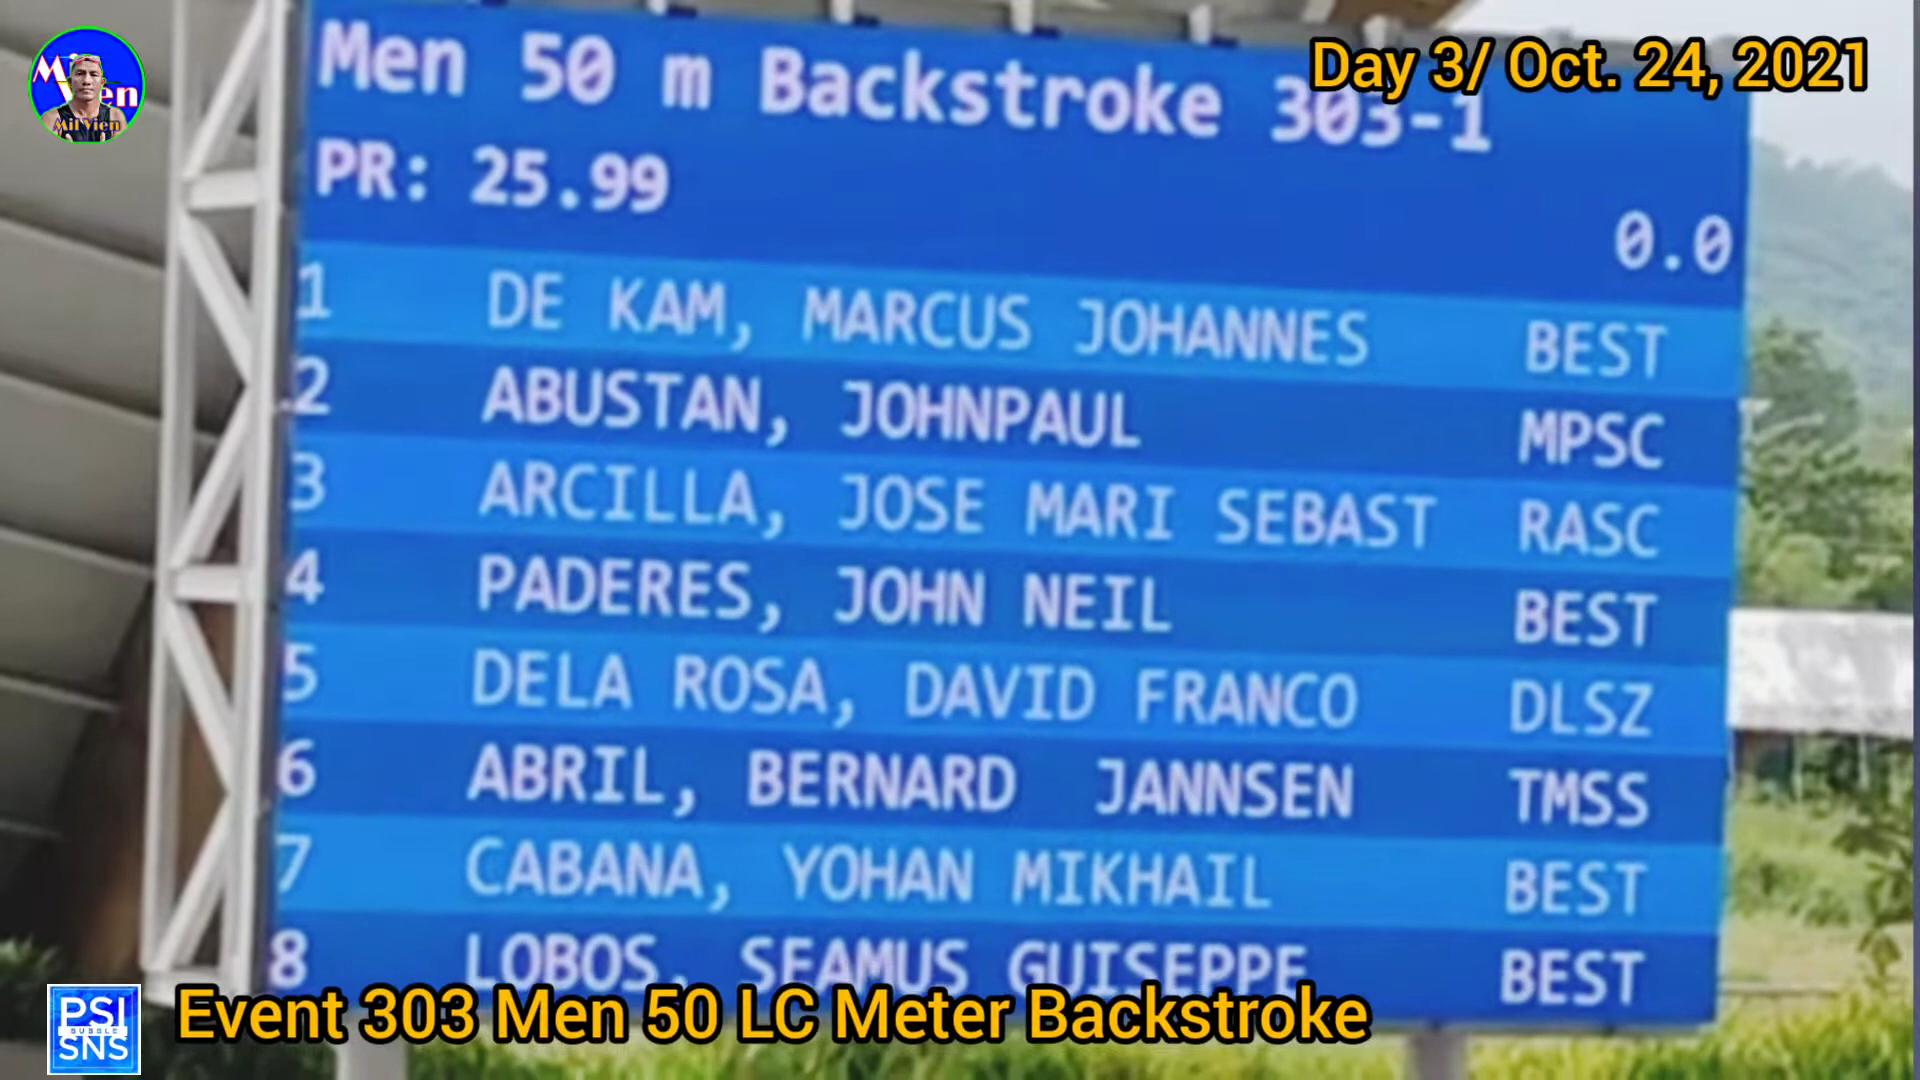 Mil Vien
Day 3/ Oct. 24, 2021
Men 50 m Backstroke 303-1
PR: 25.99
0.0
1 DE KAM, MARCUS JOHANNES BEST
2 ABUSTAN, JOHNPAUL MPSC
3 ARCILLA, JOSE MARI SEBAST RASC
4 PADERES, JOHN NEIL BEST
5 DELA ROSA, DAVID FRANCO DLSZ
6 ABRIL, BERNARD JANNSEN TMSS
7 CABANA, YOHAN MIKHAIL BEST
8 LOBOS, SEAMUS GUISEPPE BEST
PSI
BUBBLE
SNS
Event 303 Men 50 LC Meter Backstroke